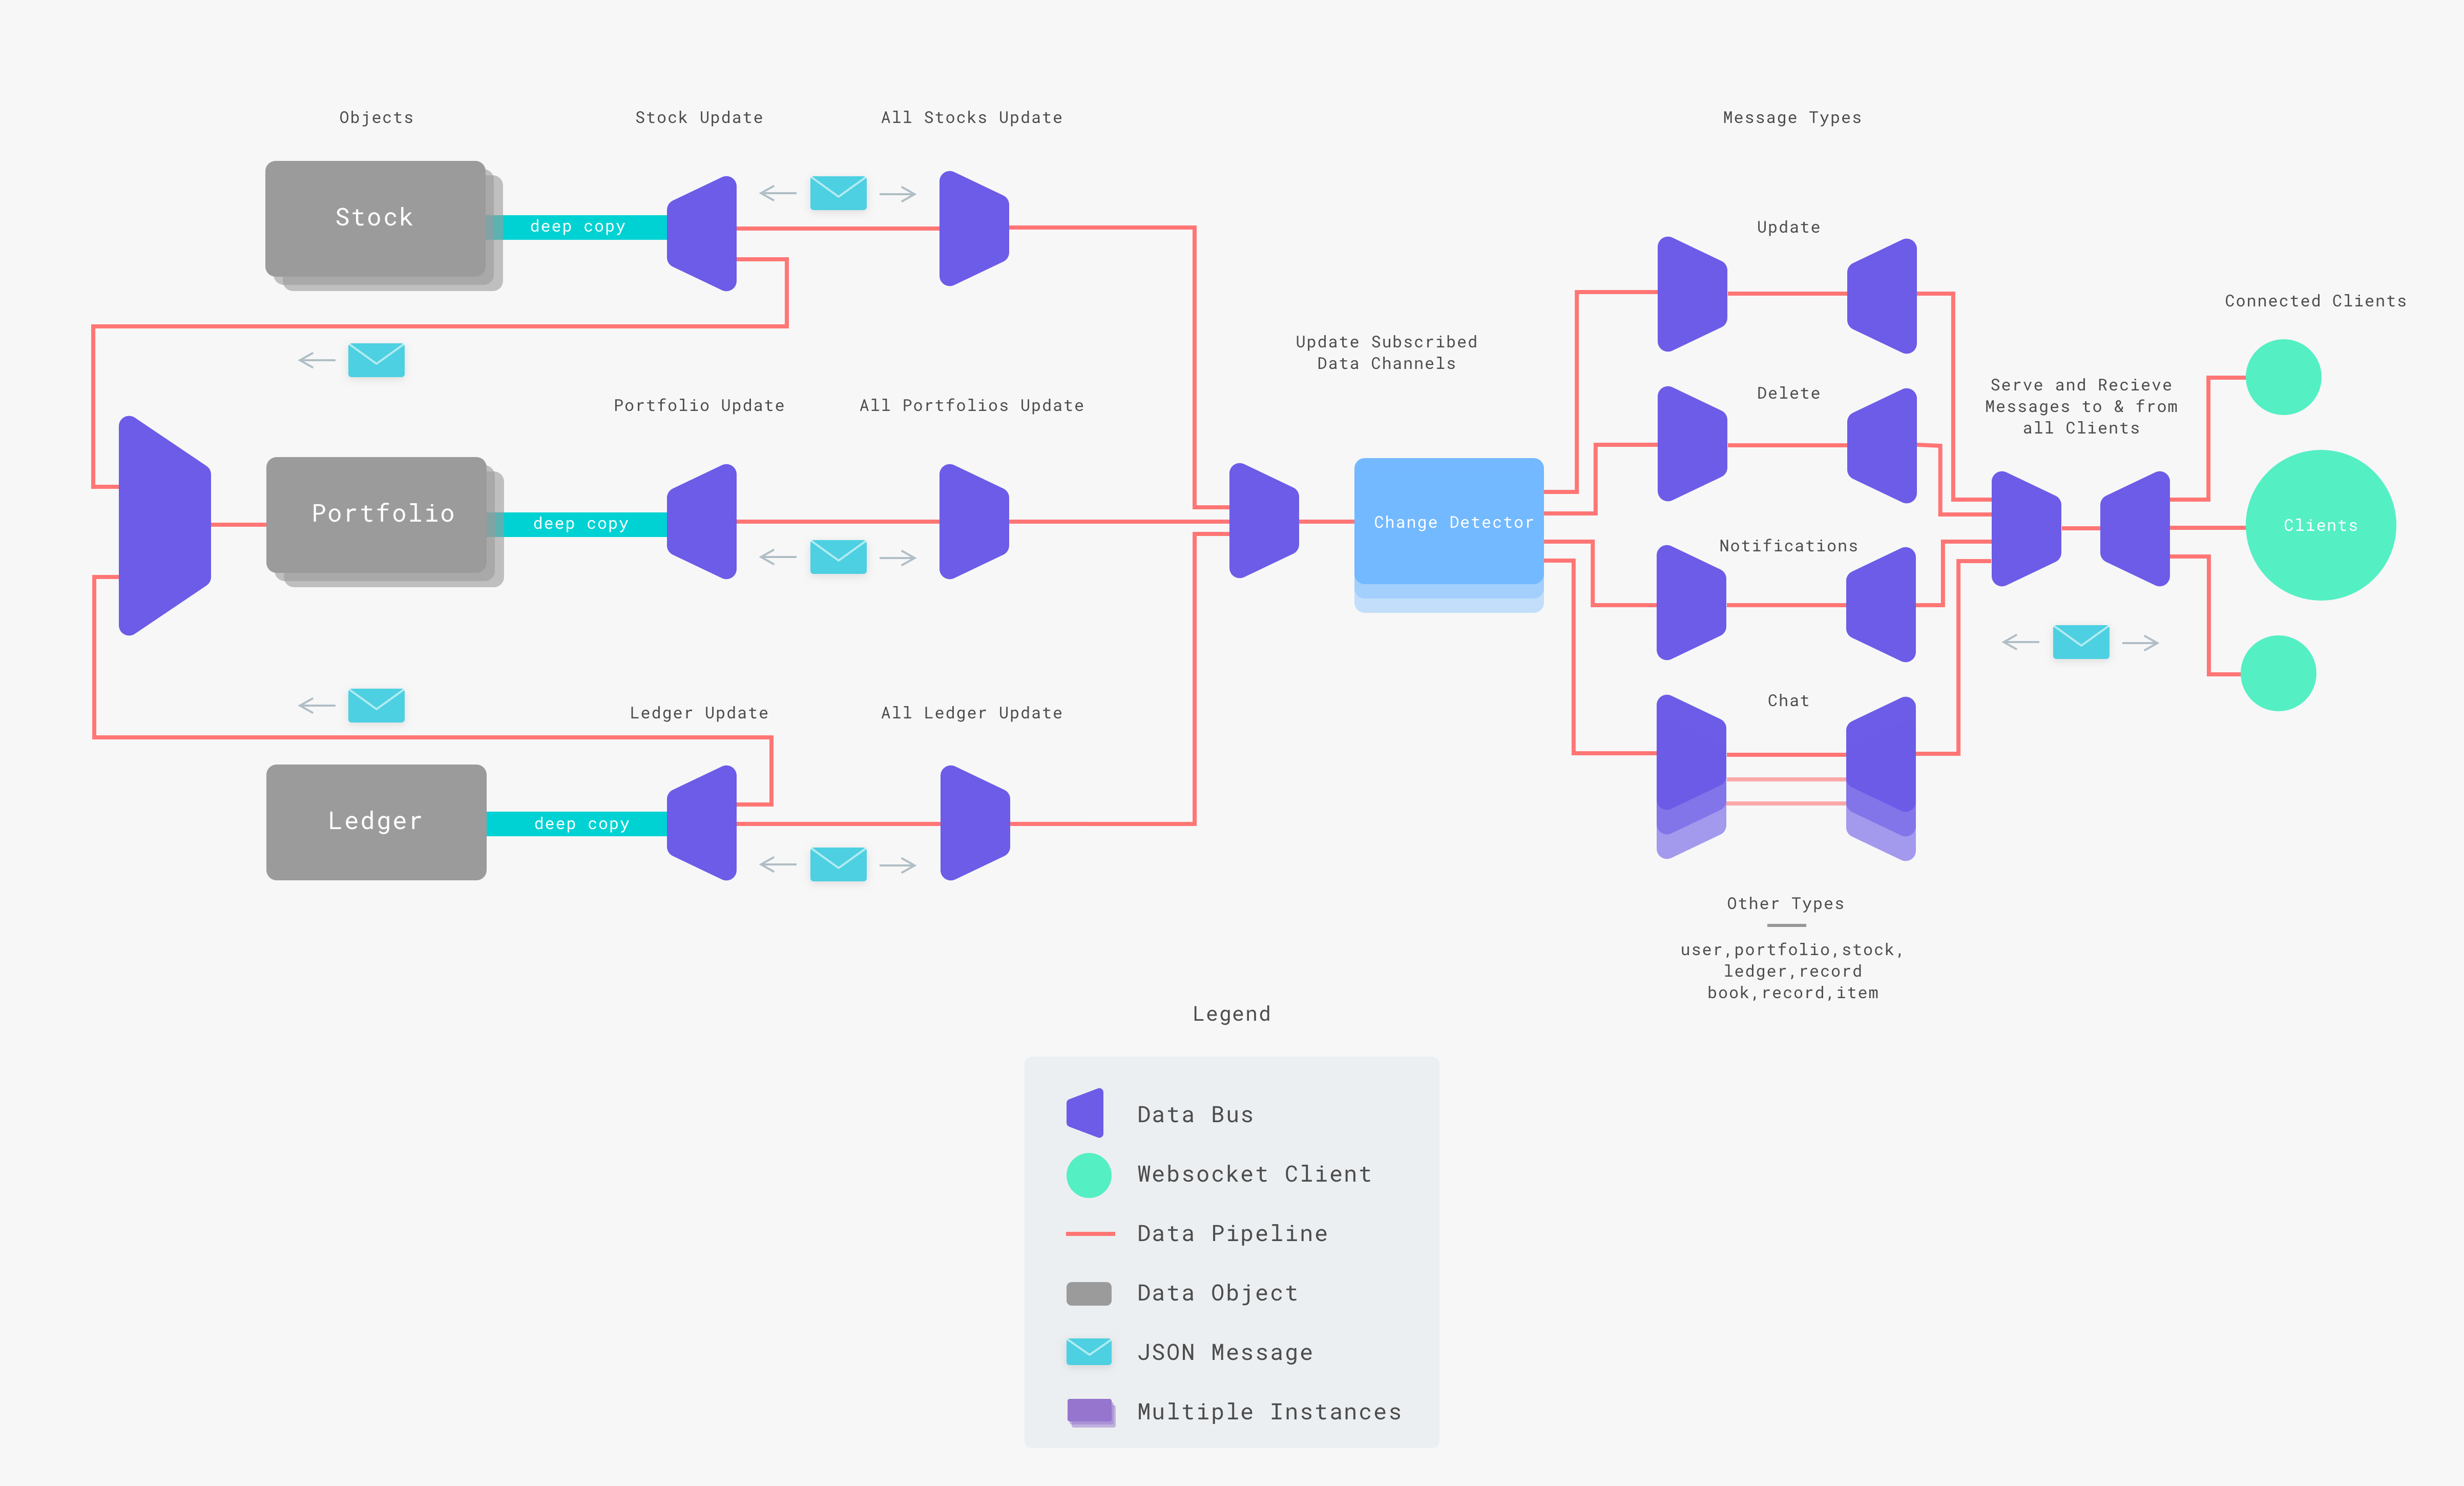 Objects
Stock Update
All Stocks Update
Message Types
Stock
deep copy
Update
Connected Clients
Update Subscribed
Data Channels
Delete
Serve and Recieve
Messages to & from
all Clients
Portfolio Update
All Portfolios Update
Portfolio
deep copy
Change Detector
Clients
Notifications
Chat
Ledger Update
All Ledger Update
Ledger
deep copy
Other Types
user,portfolio,stock,
ledger,record
book,record,item
Legend
Data Bus
Websocket Client
Data Pipeline
Data Object
JSON Message
Multiple Instances